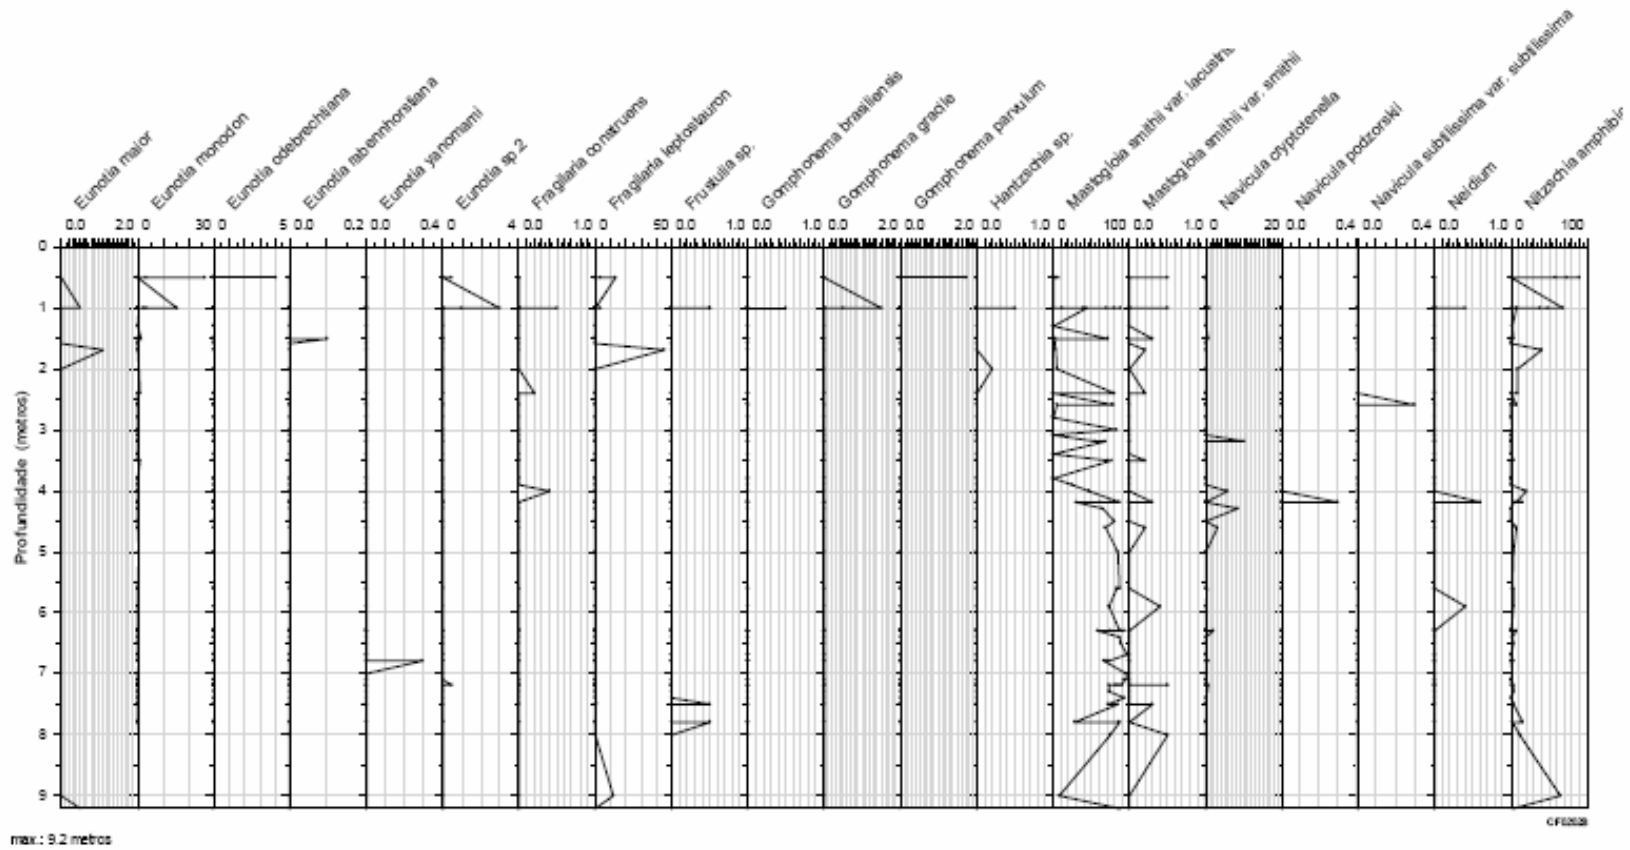 Eunotia maior
Eunotia monodon
Eunotia odebrechtiana
Eunotia rabennhorstiana
Eunotia yanomami
Eunotia sp.2
Fragilaria construens
Fragilaria leptostauron
Frustulia sp.
Gomphonema brasiliensis
Gomphonema gracile
Gomphonema parvulum
Hantzschia sp.
Mastogloia smithii var. lacustris
Mastogloia smithii var. smithii
Navicula cryptotenella
Navicula podzorskii
Navicula subtilissima var. subtilissima
Neidium
Nitzschia amphibia
0.0 2.0 0 30 0 5 0.0 0.2 0.0 0.4 0 4 0.0 1.0 0 50 0.0 1.0 0.0 1.0 0.0 2.0 0.0 2.0 0.0 1.0 0 100 0.0 1.0 0 20 0.0 0.4 0.0 0.4 0.0 1.0 0 100
Profundidade (metros)
0
1
2
3
4
5
6
7
8
9
max.: 9.2 metros